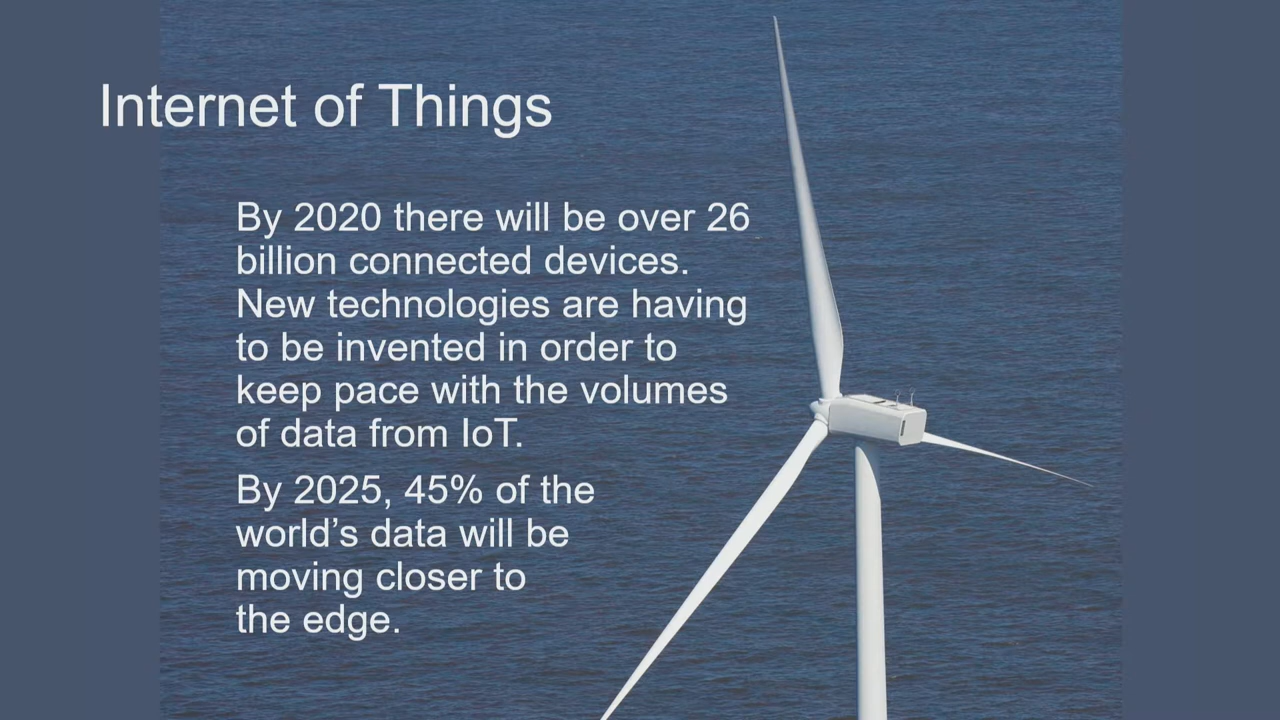 Internet of Things
By 2020 there will be over 26
billion connected devices.
New technologies are having
to be invented in order to
keep pace with the volumes
of data from IoT.
By 2025, 45% of the
world’s data will be
moving closer to
the edge.